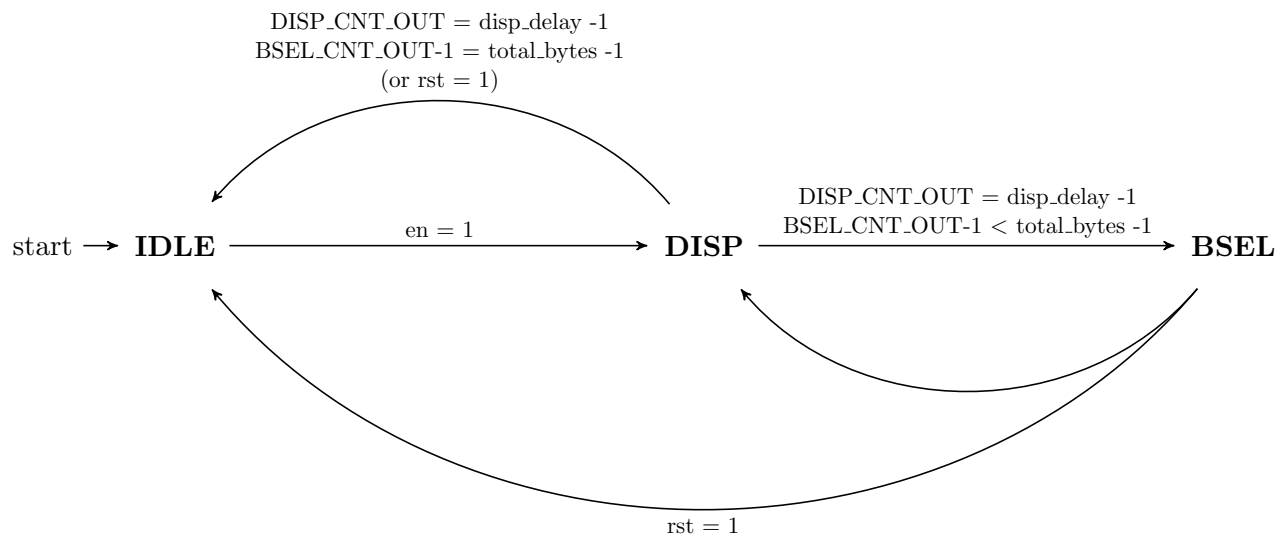 DISP_CNT_OUT = disp_delay -1
BSEL_CNT_OUT-1 = total_bytes -1
(or rst = 1)
DISP_CNT_OUT = disp_delay -1
BSEL_CNT_OUT-1 < total_bytes -1
start
IDLE
en = 1
DISP
BSEL
rst = 1